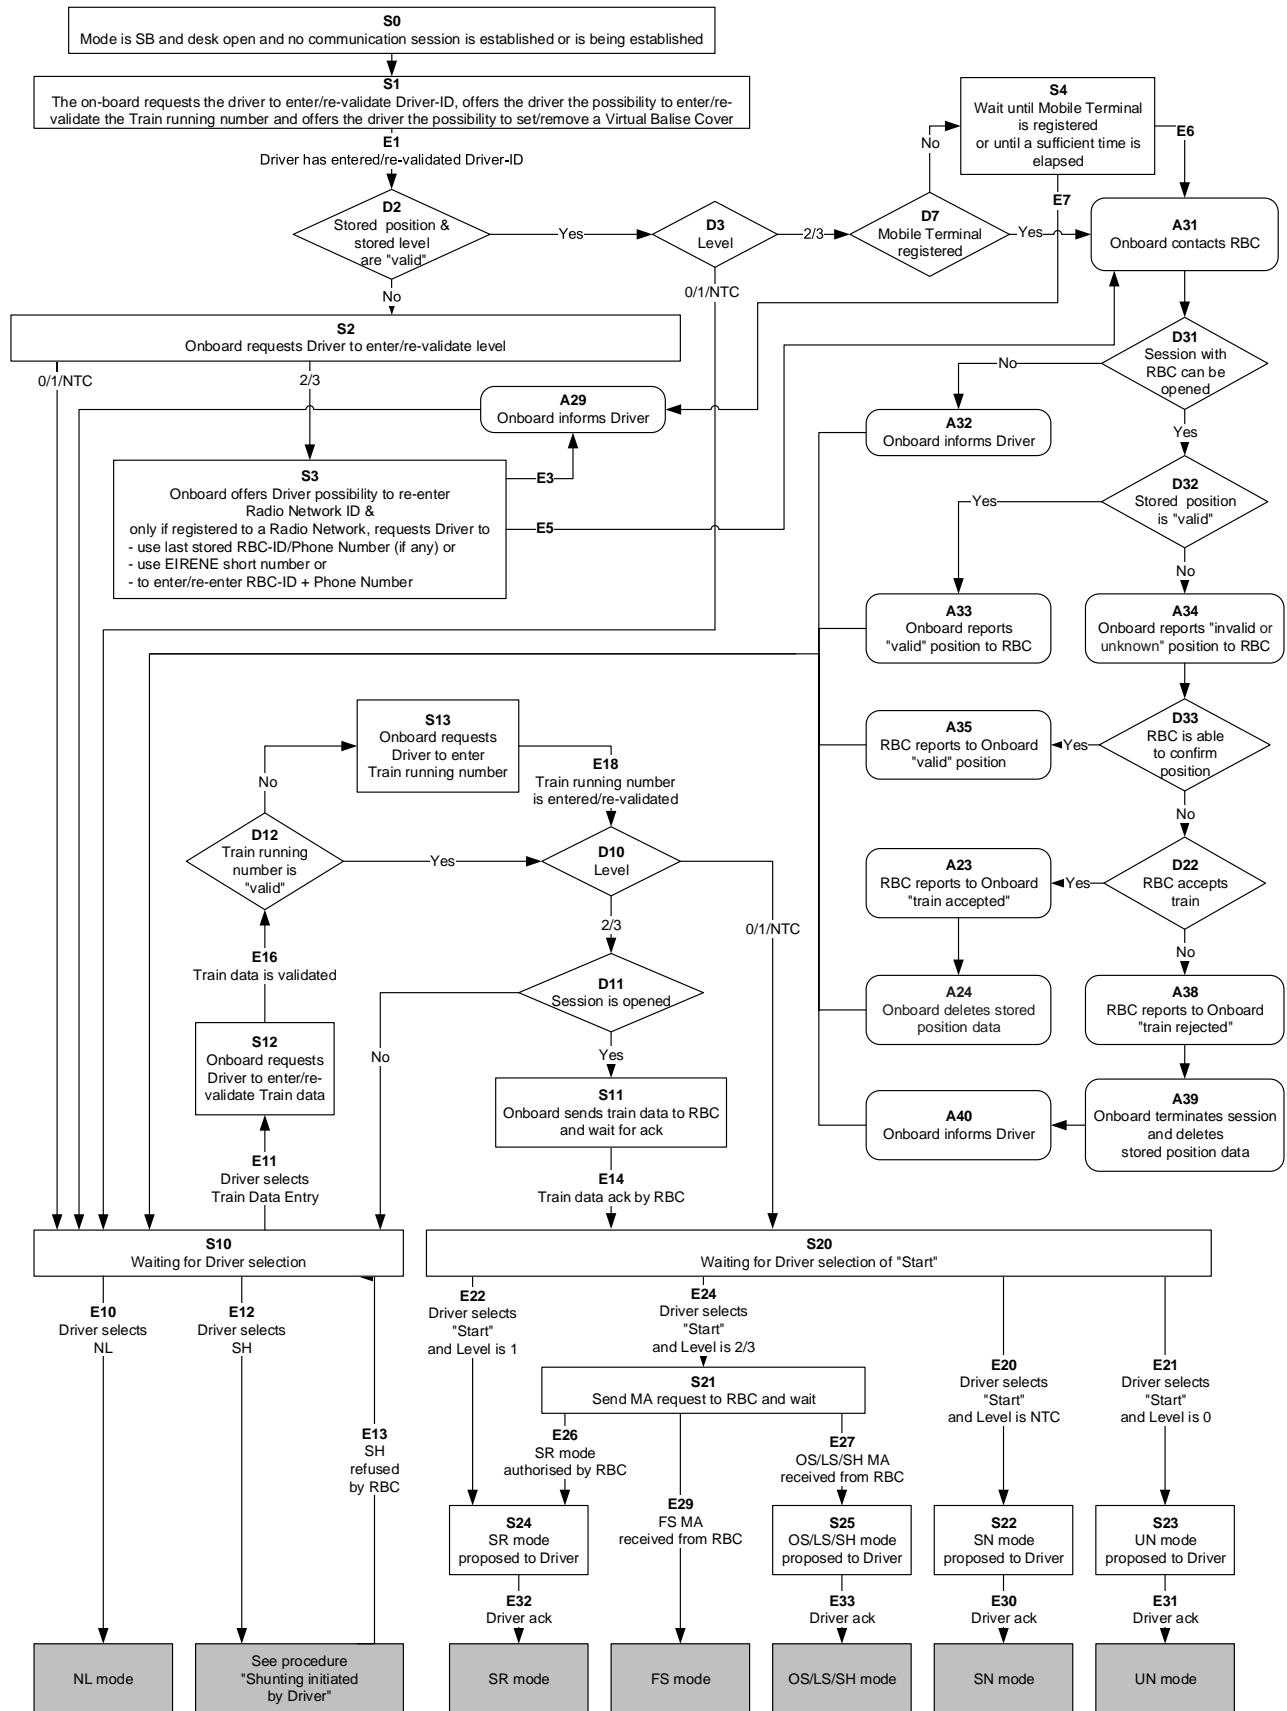 S0
Mode is SB and desk open and no communication session is established or is being established
S1
The on-board requests the driver to enter/re-validate Driver-ID, offers the driver the possibility to enter/re-
validate the Train running number and offers the driver the possibility to set/remove a Virtual Balise Cover
E1
Driver has entered/re-validated Driver-ID
S4
Wait until Mobile Terminal
is registered
or until a sufficient time is
elapsed
E6
No
E7
D2
Stored position &
stored level
are "valid"
Yes
D3
Level
2/3
D7
Mobile Terminal
registered
Yes
A31
Onboard contacts RBC
No
0/1/NTC
S2
Onboard requests Driver to enter/re-validate level
0/1/NTC
2/3
D31
Session with
RBC can be
opened
No
A29
Onboard informs Driver
A32
Onboard informs Driver
Yes
S3
Onboard offers Driver possibility to re-enter
Radio Network ID &
only if registered to a Radio Network, requests Driver to
- use last stored RBC-ID/Phone Number (if any) or
- use EIRENE short number or
- to enter/re-enter RBC-ID + Phone Number
E3
E5
D32
Stored position
is "valid"
Yes
No
A33
Onboard reports
"valid" position to RBC
A34
Onboard reports "invalid or
unknown" position to RBC
S13
Onboard requests
Driver to enter
Train running number
A35
RBC reports to Onboard
"valid" position
Yes
D33
RBC is able
to confirm
position
No
E18
Train running number
is entered/re-validated
No
D12
Train running
number is
"valid"
Yes
D10
Level
A23
RBC reports to Onboard
"train accepted"
Yes
D22
RBC accepts
train
2/3
0/1/NTC
No
E16
Train data is validated
D11
Session is opened
A24
Onboard deletes stored
position data
A38
RBC reports to Onboard
"train rejected"
S12
Onboard requests
Driver to enter/re-
validate Train data
No
Yes
S11
Onboard sends train data to RBC
and wait for ack
A40
Onboard informs Driver
A39
Onboard terminates session
and deletes
stored position data
E11
Driver selects
Train Data Entry
E14
Train data ack by RBC
S10
Waiting for Driver selection
S20
Waiting for Driver selection of "Start"
E10
Driver selects
NL
E12
Driver selects
SH
E22
Driver selects
"Start"
and Level is 1
E24
Driver selects
"Start"
and Level is 2/3
E20
Driver selects
"Start"
and Level is NTC
E21
Driver selects
"Start"
and Level is 0
S21
Send MA request to RBC and wait
E13
SH
refused
by RBC
E26
SR mode
authorised by RBC
E27
OS/LS/SH MA
received from RBC
E29
FS MA
received from RBC
S24
SR mode
proposed to Driver
S25
OS/LS/SH mode
proposed to Driver
S22
SN mode
proposed to Driver
S23
UN mode
proposed to Driver
E32
Driver ack
E33
Driver ack
E30
Driver ack
E31
Driver ack
NL mode
See procedure
"Shunting initiated
by Driver"
SR mode
FS mode
OS/LS/SH mode
SN mode
UN mode